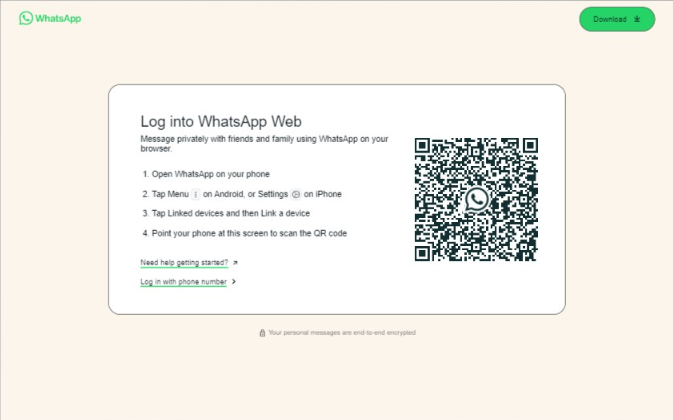 WhatsApp
Download
Log into WhatsApp Web
Message privately with friends and family using WhatsApp on your
browser.
1. Open WhatsApp on your phone
2. Tap Menu on Android, or Settings on iPhone
3. Tap Linked devices and then Link a device
4. Point your phone at this screen to scan the QR code
Need help getting started?
Log in with phone number
Your personal messages are end-to-end encrypted